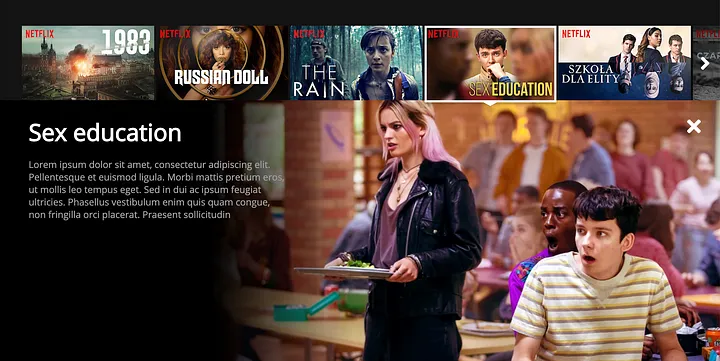 NETFLIX
1983
NETFLIX
RUSSIAN DOLL
NETFLIX
THE
RAIN
NETFLIX
SEX EDUCATION
NETFLIX
SZKOŁA
DLA ELITY
NETFLIX
Sex education
Lorem ipsum dolor sit amet, consectetur adipiscing elit.
Pellentesque et euismod ligula. Morbi mattis pretium eros,
ut mollis leo tempus eget. Sed in dui ac ipsum feugiat
ultricies. Phasellus vestibulum enim quis quam congue,
non fringilla orci placerat. Praesent sollicitudin